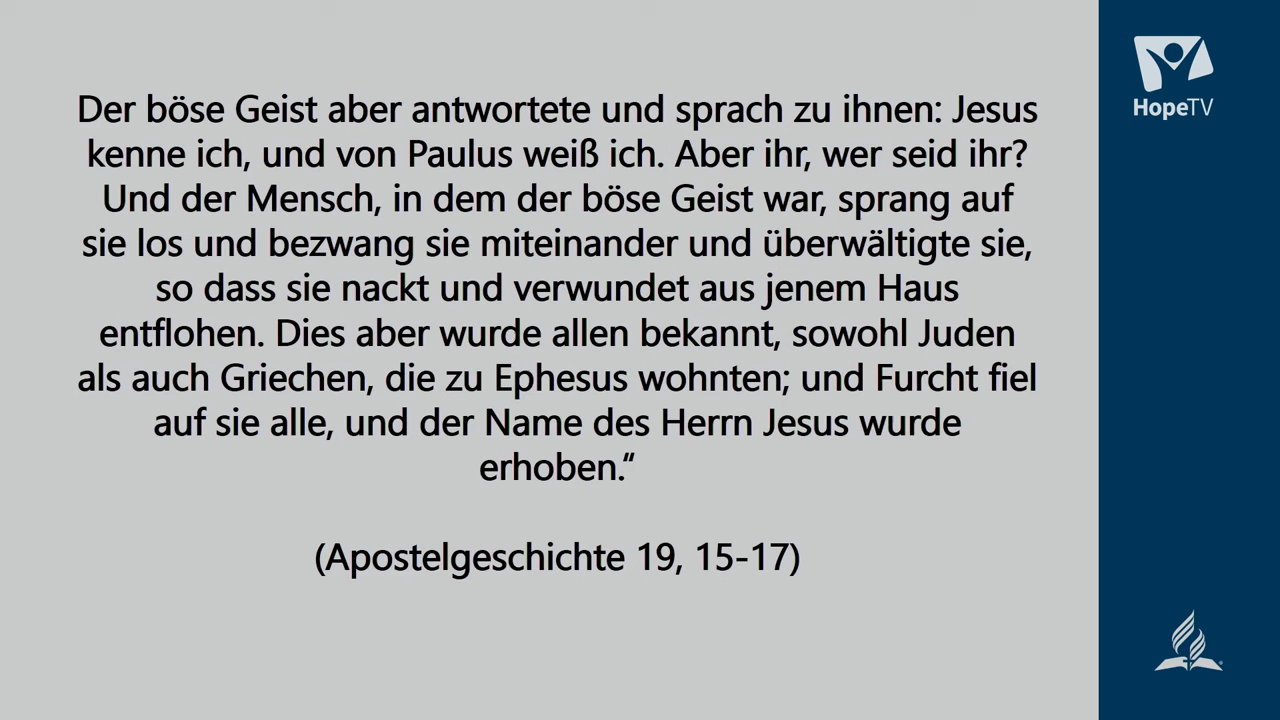 Der böse Geist aber antwortete und sprach zu ihnen: Jesus
kenne ich, und von Paulus weiß ich. Aber ihr, wer seid ihr?
Und der Mensch, in dem der böse Geist war, sprang auf
sie los und bezwang sie miteinander und überwältigte sie,
so dass sie nackt und verwundet aus jenem Haus
entflohen. Dies aber wurde allen bekannt, sowohl Juden
als auch Griechen, die zu Ephesus wohnten; und Furcht fiel
auf sie alle, und der Name des Herrn Jesus wurde
erhoben.“
(Apostelgeschichte 19, 15-17)
HopeTV